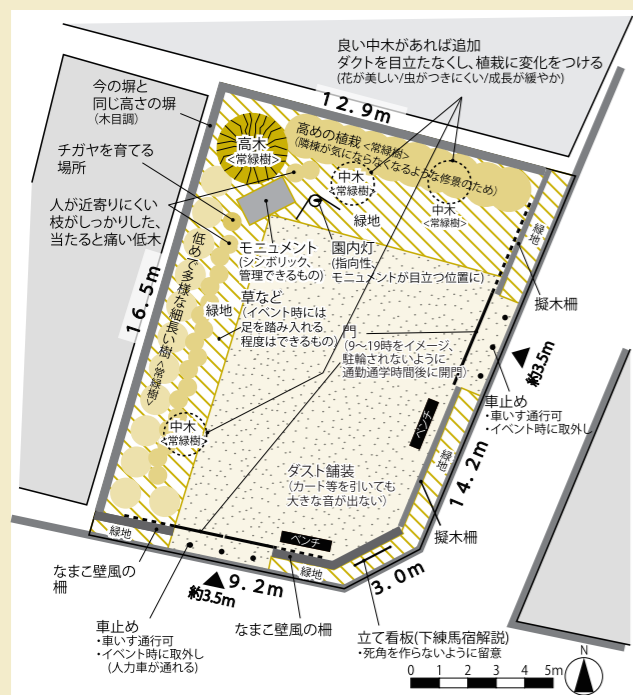 良い中木があれば追加
ダクトを目立たなくし、植栽に変化をつける
(花が美しい/虫がつきにくい/成長が緩やか)
今の塀と
同じ高さの塀
(木目調)
12.9m
チガヤを育てる
場所
高木
<常緑樹>
高めの植栽<常緑樹>
(隣棟が気にならなくなるような修景のため)
人が近寄りにくい
枝がしっかりした、
当たると痛い低木
中木
<常緑樹>
中木
<常緑樹>
緑地
緑地
モニュメント
(シンボリック、
管理できるもの)
園内灯
(指向性、
モニュメントが目立つ位置に)
擬木柵
16.5m
低めで多様な細長い樹<常緑樹>
緑地
草など
(イベント時には
足を踏み入れる
程度はできるもの)
門
(9〜19時をイメージ、
駐輪されないように
通勤通学時間後に開門)
約3.5m
車止め
・車いす通行可
・イベント時に取外し
中木
<常緑樹>
ベンチ
緑地
14.2m
ダスト舗装
(カード等を引いても
大きな音が出ない)
擬木柵
緑地
ベンチ
緑地
なまこ壁風の
柵
約3.5m
9.2m
3.0m
なまこ壁風の柵
車止め
・車いす通行可
・イベント時に取外し
(人力車が通れる)
立て看板(下練馬宿解説)
・死角を作らないように留意
N
0 1 2 3 4 5m